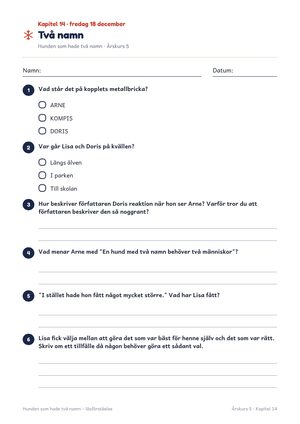 Kapitel 14 · fredag 18 december
Två namn
Hunden som hade två namn · Årskurs 5
Namn:
Datum:
1 Vad står det på kopplets metallbricka?
ARNE
KOMPIS
DORIS
2 Var går Lisa och Doris på kvällen?
Längs älven
I parken
Till skolan
3 Hur beskriver författaren Doris reaktion när hon ser Arne? Varför tror du att
författaren beskriver den så noggrant?
4 Vad menar Arne med "En hund med två namn behöver två människor"?
5 "I stället hade hon fått något mycket större." Vad har Lisa fått?
6 Lisa fick välja mellan att göra det som var bäst för henne själv och det som var rätt.
Skriv om ett tillfälle då någon behöver göra ett sådant val.
Hunden som hade två namn – läsförståelse
Årskurs 5 · Kapitel 14